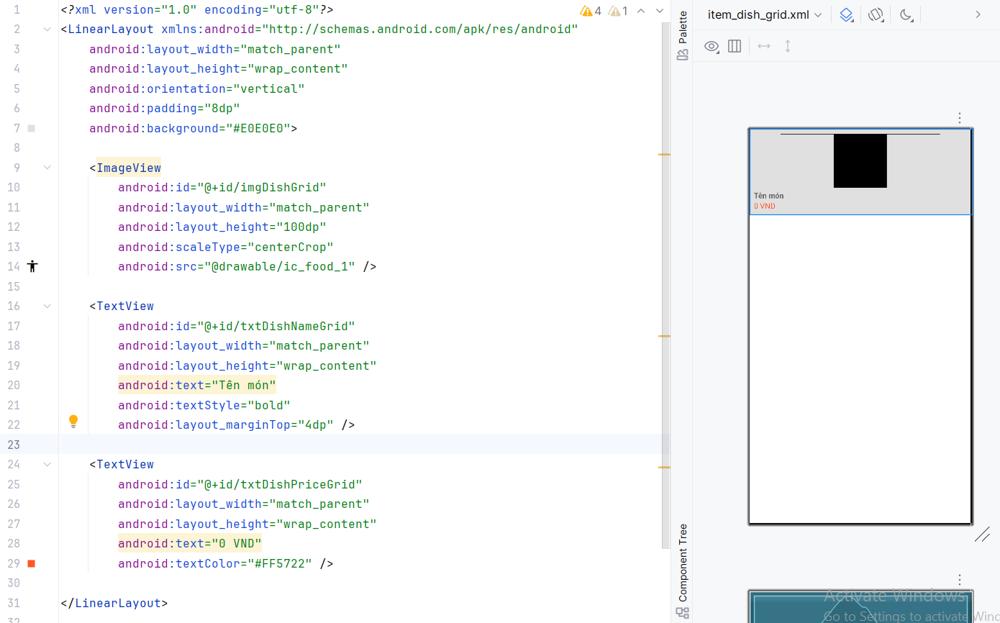 1 <?xml version="1.0" encoding="utf-8"?>
2 <LinearLayout xmlns:android="http://schemas.android.com/apk/res/android"
3 android:layout_width="match_parent"
4 android:layout_height="wrap_content"
5 android:orientation="vertical"
6 android:padding="8dp"
7 android:background="#E0E0E0">
8
9 <ImageView
10 android:id="@+id/imgDishGrid"
11 android:layout_width="match_parent"
12 android:layout_height="100dp"
13 android:scaleType="centerCrop"
14 android:src="@drawable/ic_food_1" />
15
16 <TextView
17 android:id="@+id/txtDishNameGrid"
18 android:layout_width="match_parent"
19 android:layout_height="wrap_content"
20 android:text="Tên món"
21 android:textStyle="bold"
22 android:layout_marginTop="4dp" />
23
24 <TextView
25 android:id="@+id/txtDishPriceGrid"
26 android:layout_width="match_parent"
27 android:layout_height="wrap_content"
28 android:text="0 VND"
29 android:textColor="#FF5722" />
30
31 </LinearLayout>
32
4 1
Palette
Component Tree
item_dish_grid.xml
Tên món
0 VND
Activate Windows
Go to Settings to activate Winc